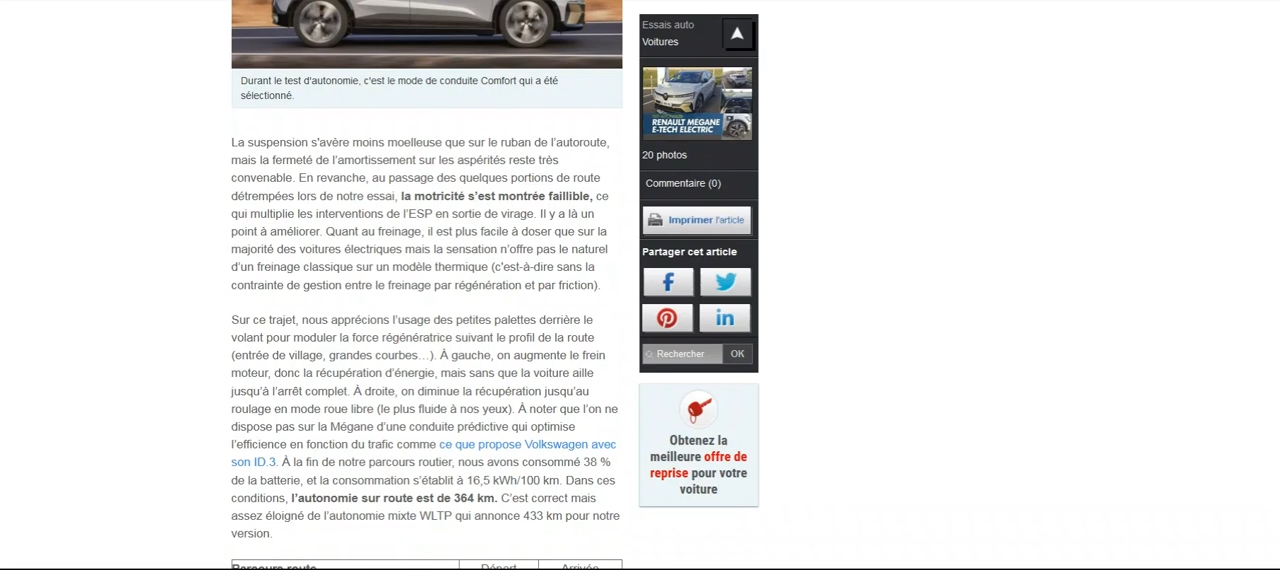 Durant le test d'autonomie, c'est le mode de conduite Comfort qui a été
sélectionné.
La suspension s'avère moins moelleuse que sur le ruban de l'autoroute,
mais la fermeté de l'amortissement sur les aspérités reste très
convenable. En revanche, au passage des quelques portions de route
détrempées lors de notre essai, la motricité s'est montrée faillible, ce
qui multiplie les interventions de l'ESP en sortie de virage. Il y a là un
point à améliorer. Quant au freinage, il est plus facile à doser que sur la
majorité des voitures électriques mais la sensation n'offre pas le naturel
d'un freinage classique sur un modèle thermique (c'est-à-dire sans la
contrainte de gestion entre le freinage par régénération et par friction).
Sur ce trajet, nous apprécions l'usage des petites palettes derrière le
volant pour moduler la force régénératrice suivant le profil de la route
(entrée de village, grandes courbes…). À gauche, on augmente le frein
moteur, donc la récupération d'énergie, mais sans que la voiture aille
jusqu'à l'arrêt complet. À droite, on diminue la récupération jusqu'au
roulage en mode roue libre (le plus fluide à nos yeux). À noter que l'on ne
dispose pas sur la Mégane d'une conduite prédictive qui optimise
l'efficience en fonction du trafic comme ce que propose Volkswagen avec
son ID.3. À la fin de notre parcours routier, nous avons consommé 38 %
de la batterie, et la consommation s'établit à 16,5 kWh/100 km. Dans ces
conditions, l'autonomie sur route est de 364 km. C'est correct mais
assez éloigné de l'autonomie mixte WLTP qui annonce 433 km pour notre
version.
Parcours route Départ Arrivée
Essais auto
Voitures
RENAULT MEGANE
E-TECH ELECTRIC
20 photos
Commentaire (0)
Imprimer l'article
Partager cet article
Rechercher OK
Obtenez la
meilleure offre de
reprise pour votre
voiture